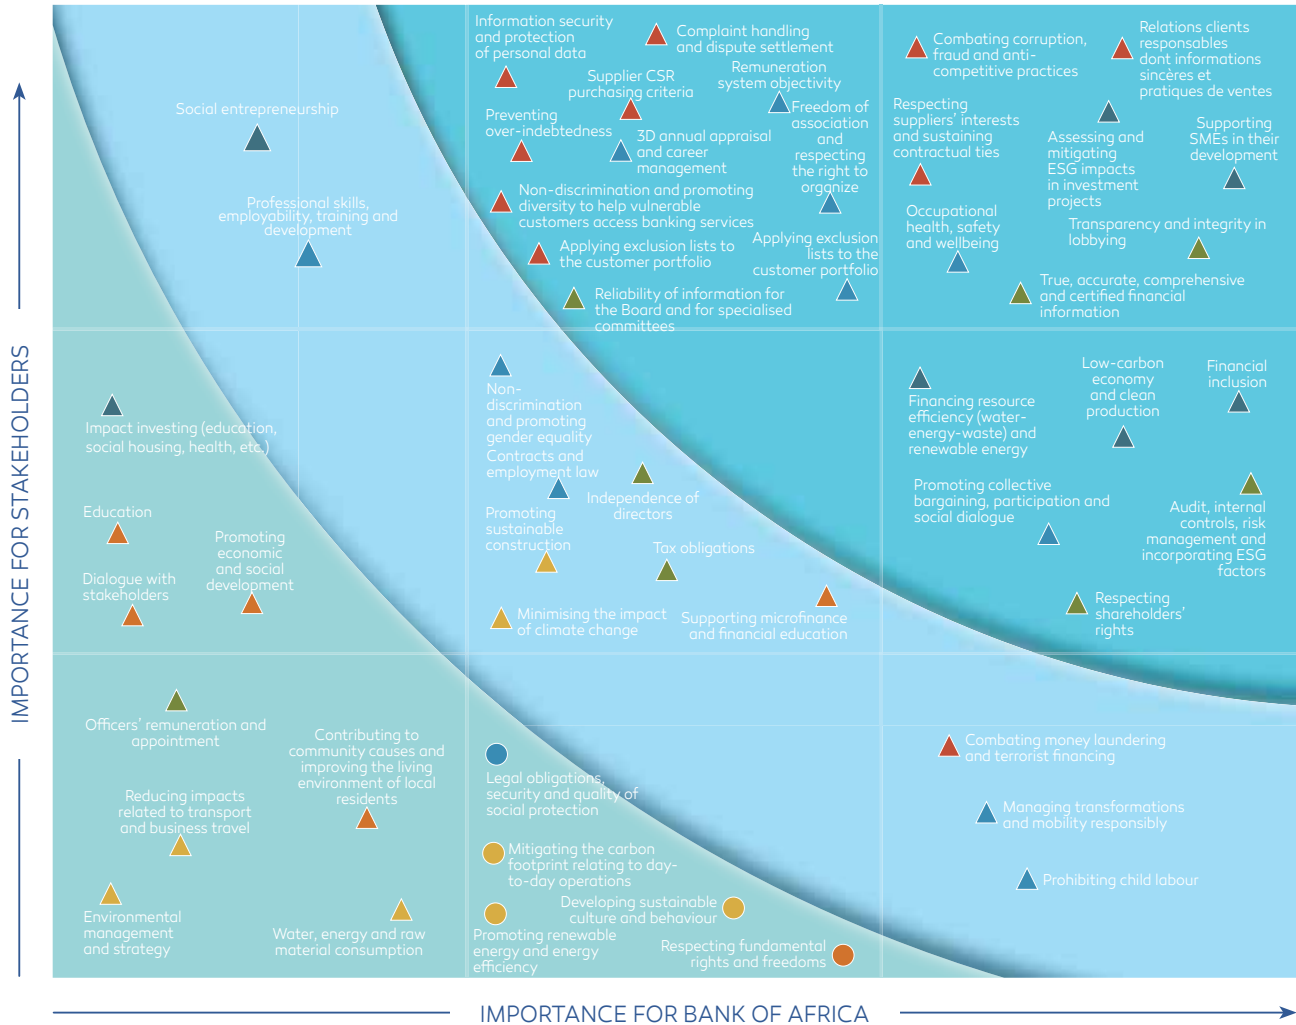 Information security
and protection
of personal data
Complaint handling
and dispute settlement
Supplier CSR
purchasing criteria
Remuneration
system objectivity
Preventing
over-indebtedness
3D annual appraisal
and career
management
Freedom of
association
and
respecting
the right to
organize
Non-discrimination and promoting
diversity to help vulnerable
customers access banking services
Applying exclusion lists to
the customer portfolio
Applying exclusion
lists to the
customer portfolio
Reliability of information for
the Board and for specialised
committees
Combating corruption,
fraud and anti-
competitive practices
Relations clients
responsables
dont informations
sincères et
pratiques de ventes
Respecting
suppliers' interests
and sustaining
contractual ties
Assessing and
mitigating
ESG impacts
in investment
projects
Supporting
SMEs in their
development
Occupational
health, safety
and wellbeing
Transparency and integrity in
lobbying
True, accurate, comprehensive
and certified financial
information
Social entrepreneurship
Professional skills,
employability, training and
development
IMPORTANCE FOR STAKEHOLDERS
Impact investing (education,
social housing, health, etc.)
Education
Promoting
economic
and social
development
Dialogue with
stakeholders
Non-
discrimination
and promoting
gender equality
Contracts and
employment law
Independence of
directors
Promoting
sustainable
construction
Tax obligations
Minimising the impact
of climate change
Supporting microfinance
and financial education
Financing resource
efficiency (water-
energy-waste) and
renewable energy
Low-carbon
economy
and clean
production
Financial
inclusion
Promoting collective
bargaining, participation and
social dialogue
Audit, internal
controls, risk
management and
incorporating ESG
factors
Respecting
shareholders'
rights
Officers' remuneration and
appointment
Contributing to
community causes and
improving the living
environment of local
residents
Reducing impacts
related to transport
and business travel
Environmental
management
and strategy
Water, energy and raw
material consumption
Legal obligations,
security and quality of
social protection
Mitigating the carbon
footprint relating to day-
to-day operations
Developing sustainable
culture and behaviour
Promoting renewable
energy and energy
efficiency
Respecting fundamental
rights and freedoms
Combating money laundering
and terrorist financing
Managing transformations
and mobility responsibly
Prohibiting child labour
IMPORTANCE FOR BANK OF AFRICA